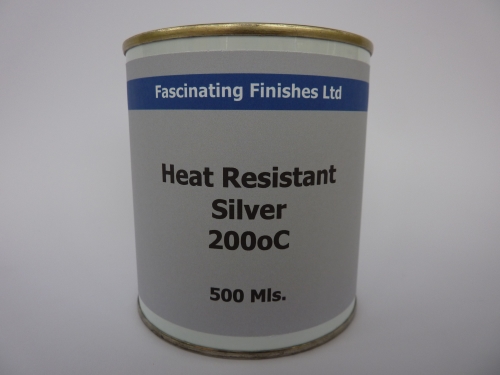 Fascinating Finishes Ltd
Heat Resistant
Silver
200oC
500 Mls.